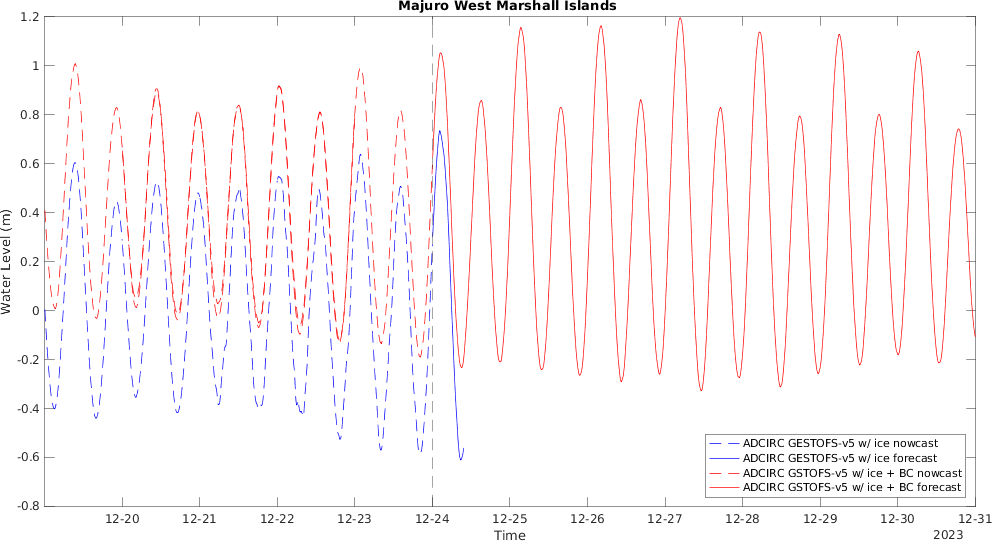 Majuro West Marshall Islands
1.2
1
0.8
0.6
0.4
0.2
0
-0.2
-0.4
-0.6
-0.8
Water Level (m)
ADCIRC GESTOFS-v5 w/ ice nowcast
ADCIRC GESTOFS-v5 w/ ice forecast
ADCIRC GSTOFS-v5 w/ ice + BC nowcast
ADCIRC GSTOFS-v5 w/ ice + BC forecast
12-20 12-21 12-22 12-23 12-24 12-25 12-26 12-27 12-28 12-29 12-30 12-31
Time
2023